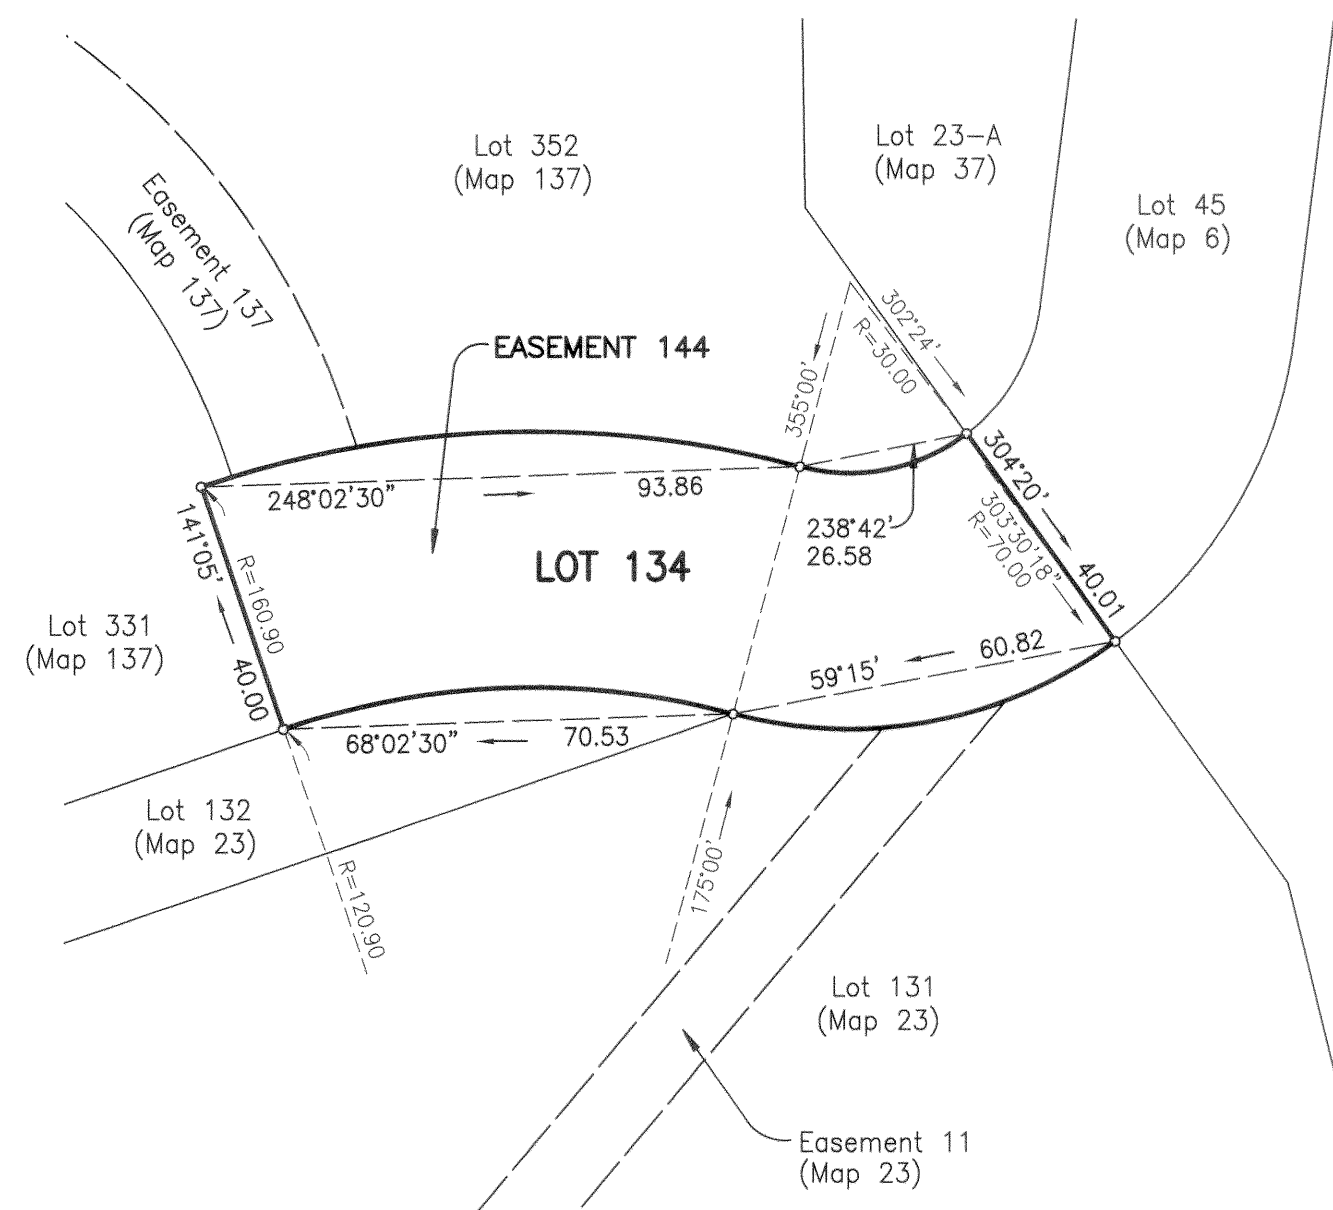 Lot 352
(Map 137)
Lot 23-A
(Map 37)
Lot 45
(Map 6)
Easement 137
(Map 137)
EASEMENT 144
302°24'
R=30.00
355°00'
304°20'
40.01
303°30'18"
R=70.00
248°02'30"
93.86
238°42'
26.58
LOT 134
141°05'
40.00
R=160.90
Lot 331
(Map 137)
59°15'
60.82
68°02'30"
70.53
Lot 132
(Map 23)
R=120.90
175°00'
Lot 131
(Map 23)
Easement 11
(Map 23)